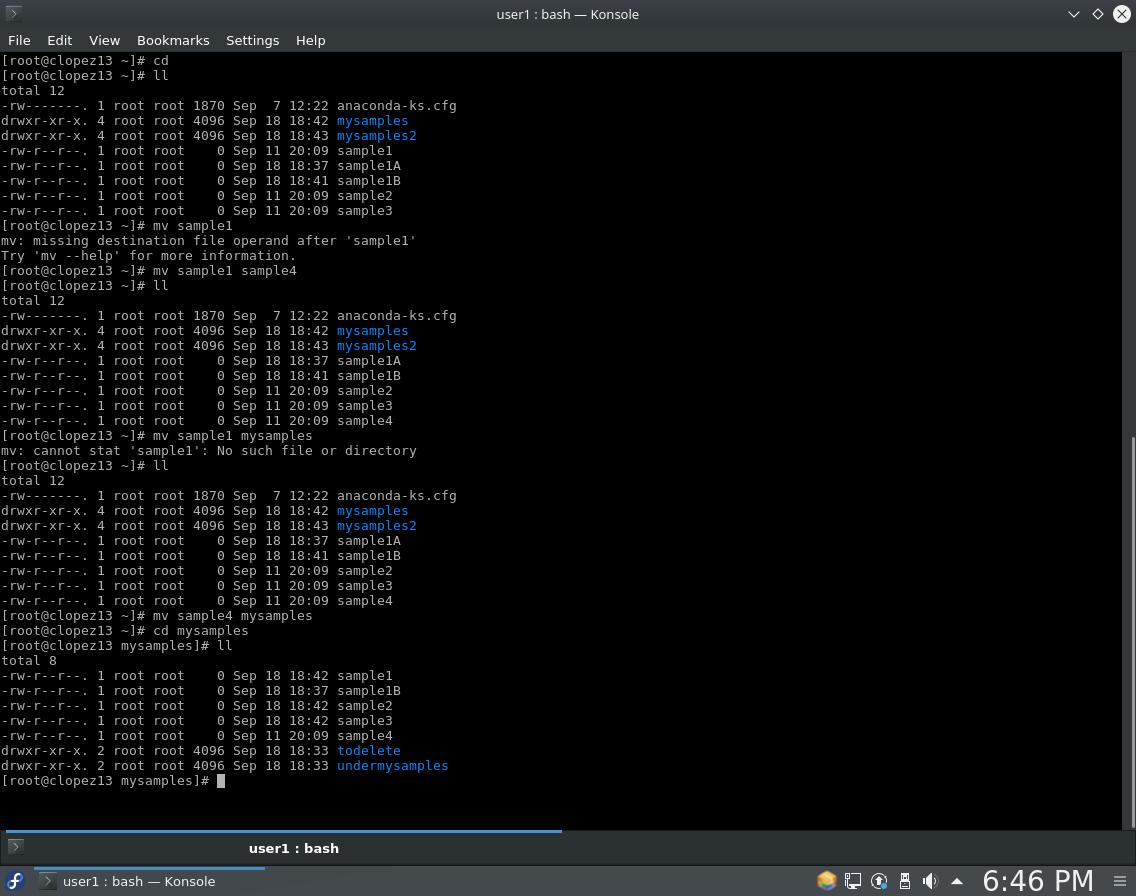 user1 : bash — Konsole
File Edit View Bookmarks Settings Help
[root@clopez13 ~]# cd
[root@clopez13 ~]# ll
total 12
-rw-------. 1 root root 1870 Sep  7 12:22 anaconda-ks.cfg
drwxr-xr-x. 4 root root 4096 Sep 18 18:42 mysamples
drwxr-xr-x. 4 root root 4096 Sep 18 18:43 mysamples2
-rw-r--r--. 1 root root    0 Sep 11 20:09 sample1
-rw-r--r--. 1 root root    0 Sep 18 18:37 sample1A
-rw-r--r--. 1 root root    0 Sep 18 18:41 sample1B
-rw-r--r--. 1 root root    0 Sep 11 20:09 sample2
-rw-r--r--. 1 root root    0 Sep 11 20:09 sample3
[root@clopez13 ~]# mv sample1
mv: missing destination file operand after 'sample1'
Try 'mv --help' for more information.
[root@clopez13 ~]# mv sample1 sample4
[root@clopez13 ~]# ll
total 12
-rw-------. 1 root root 1870 Sep  7 12:22 anaconda-ks.cfg
drwxr-xr-x. 4 root root 4096 Sep 18 18:42 mysamples
drwxr-xr-x. 4 root root 4096 Sep 18 18:43 mysamples2
-rw-r--r--. 1 root root    0 Sep 18 18:37 sample1A
-rw-r--r--. 1 root root    0 Sep 18 18:41 sample1B
-rw-r--r--. 1 root root    0 Sep 11 20:09 sample2
-rw-r--r--. 1 root root    0 Sep 11 20:09 sample3
-rw-r--r--. 1 root root    0 Sep 11 20:09 sample4
[root@clopez13 ~]# mv sample1 mysamples
mv: cannot stat 'sample1': No such file or directory
[root@clopez13 ~]# ll
total 12
-rw-------. 1 root root 1870 Sep  7 12:22 anaconda-ks.cfg
drwxr-xr-x. 4 root root 4096 Sep 18 18:42 mysamples
drwxr-xr-x. 4 root root 4096 Sep 18 18:43 mysamples2
-rw-r--r--. 1 root root    0 Sep 18 18:37 sample1A
-rw-r--r--. 1 root root    0 Sep 18 18:41 sample1B
-rw-r--r--. 1 root root    0 Sep 11 20:09 sample2
-rw-r--r--. 1 root root    0 Sep 11 20:09 sample3
-rw-r--r--. 1 root root    0 Sep 11 20:09 sample4
[root@clopez13 ~]# mv sample4 mysamples
[root@clopez13 ~]# cd mysamples
[root@clopez13 mysamples]# ll
total 8
-rw-r--r--. 1 root root    0 Sep 18 18:42 sample1
-rw-r--r--. 1 root root    0 Sep 18 18:37 sample1B
-rw-r--r--. 1 root root    0 Sep 18 18:42 sample2
-rw-r--r--. 1 root root    0 Sep 18 18:42 sample3
-rw-r--r--. 1 root root    0 Sep 11 20:09 sample4
drwxr-xr-x. 2 root root 4096 Sep 18 18:33 todelete
drwxr-xr-x. 2 root root 4096 Sep 18 18:33 undermysamples
[root@clopez13 mysamples]#
user1 : bash
user1 : bash — Konsole
6:46 PM